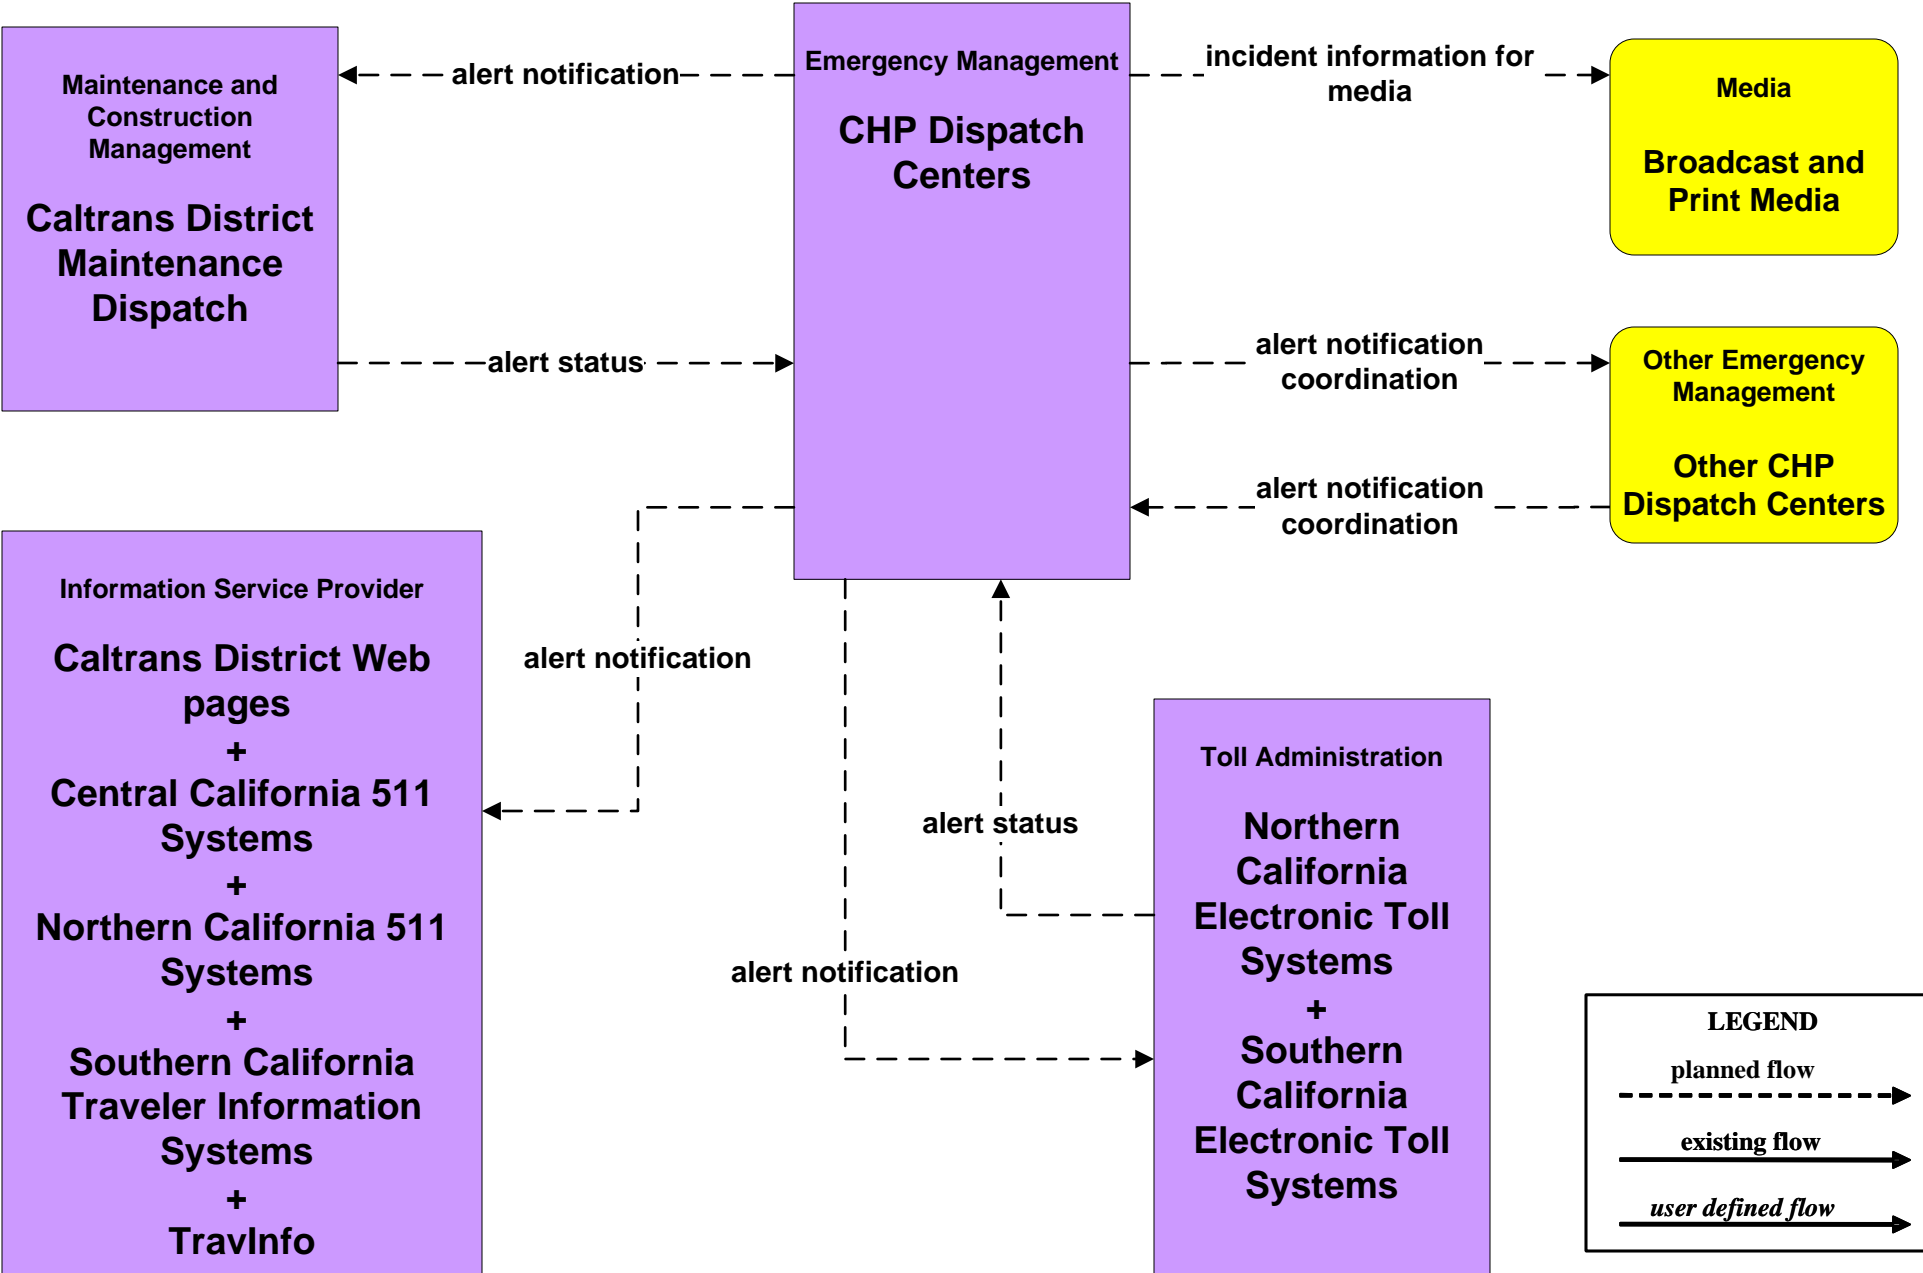 Maintenance and
Construction
Management
Caltrans District
Maintenance
Dispatch
alert notification
alert status
Emergency Management
CHP Dispatch
Centers
incident information for
media
Media
Broadcast and
Print Media
alert notification
coordination
Other Emergency
Management
Other CHP
Dispatch Centers
alert notification
coordination
Information Service Provider
Caltrans District Web
pages
+
Central California 511
Systems
+
Northern California 511
Systems
+
Southern California
Traveler Information
Systems
+
TravInfo
alert notification
alert status
alert notification
Toll Administration
Northern
California
Electronic Toll
Systems
+
Southern
California
Electronic Toll
Systems
LEGEND
planned flow
existing flow
user defined flow